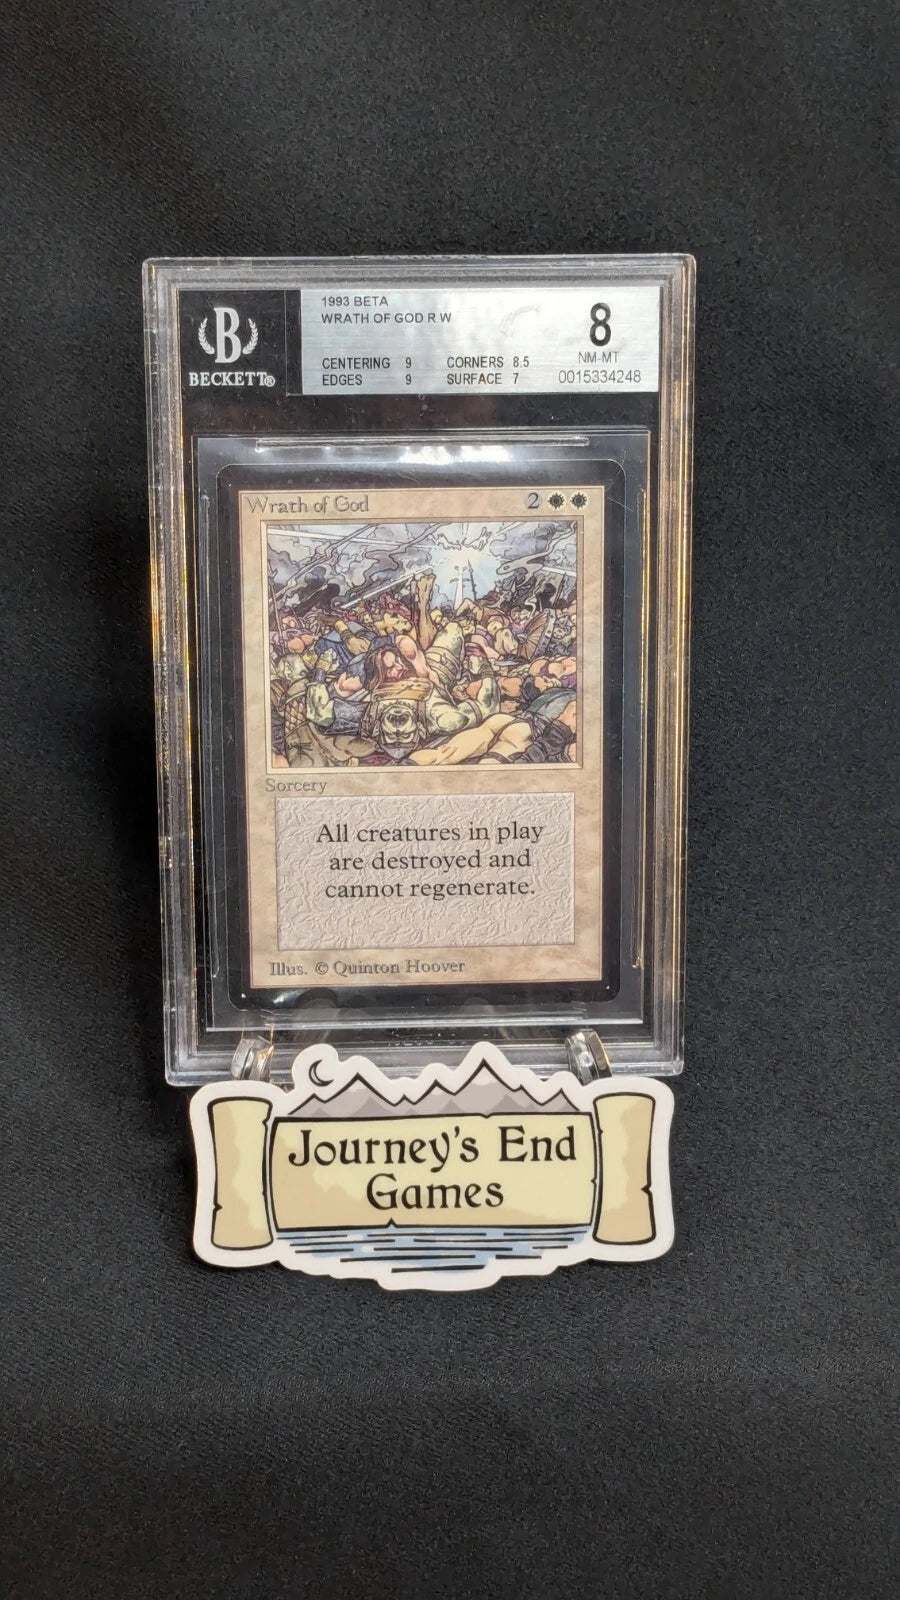 1993 BETA
WRATH OF GOD R W
8
NM-MT
CENTERING 9 CORNERS 8.5
EDGES 9 SURFACE 7
0015334248
B
BECKETT®
Wrath of God 2
Sorcery
All creatures in play
are destroyed and
cannot regenerate.
Illus. © Quinton Hoover
Journey's End
Games